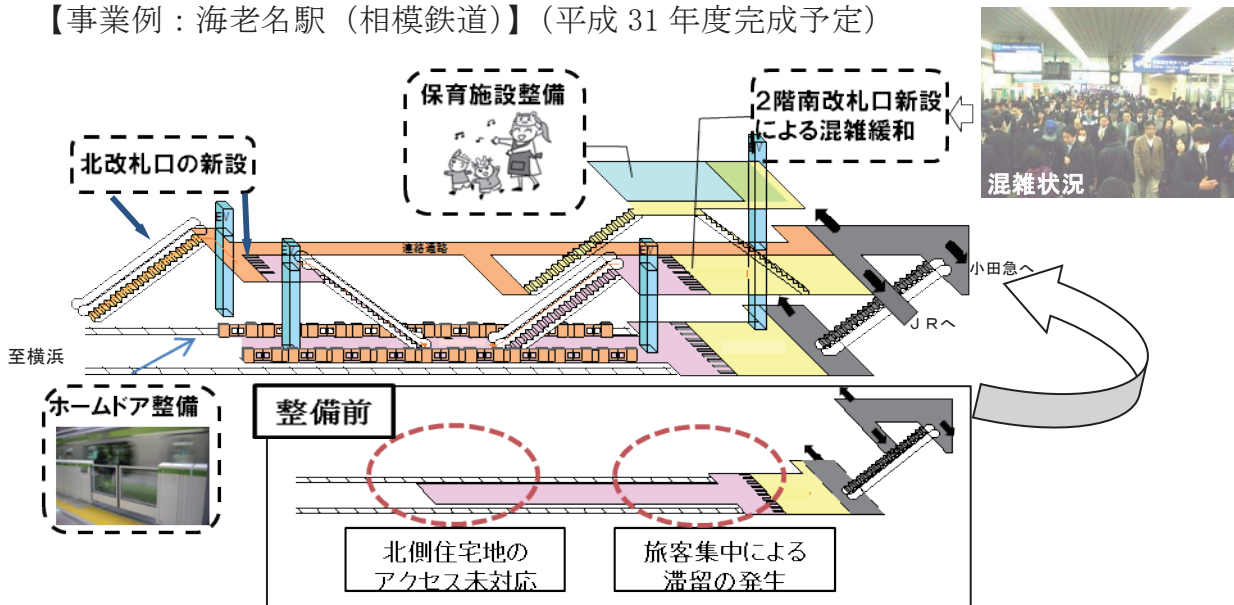 【事業例：海老名駅（相模鉄道）】（平成 31 年度完成予定）
保育施設整備
2階南改札口新設
による混雑緩和
混雑状況
北改札口の新設
EV
EV
EV
EV
連絡通路
小田急へ
JRへ
至横浜
ホームドア整備
整備前
北側住宅地の
アクセス未対応
旅客集中による
滞留の発生